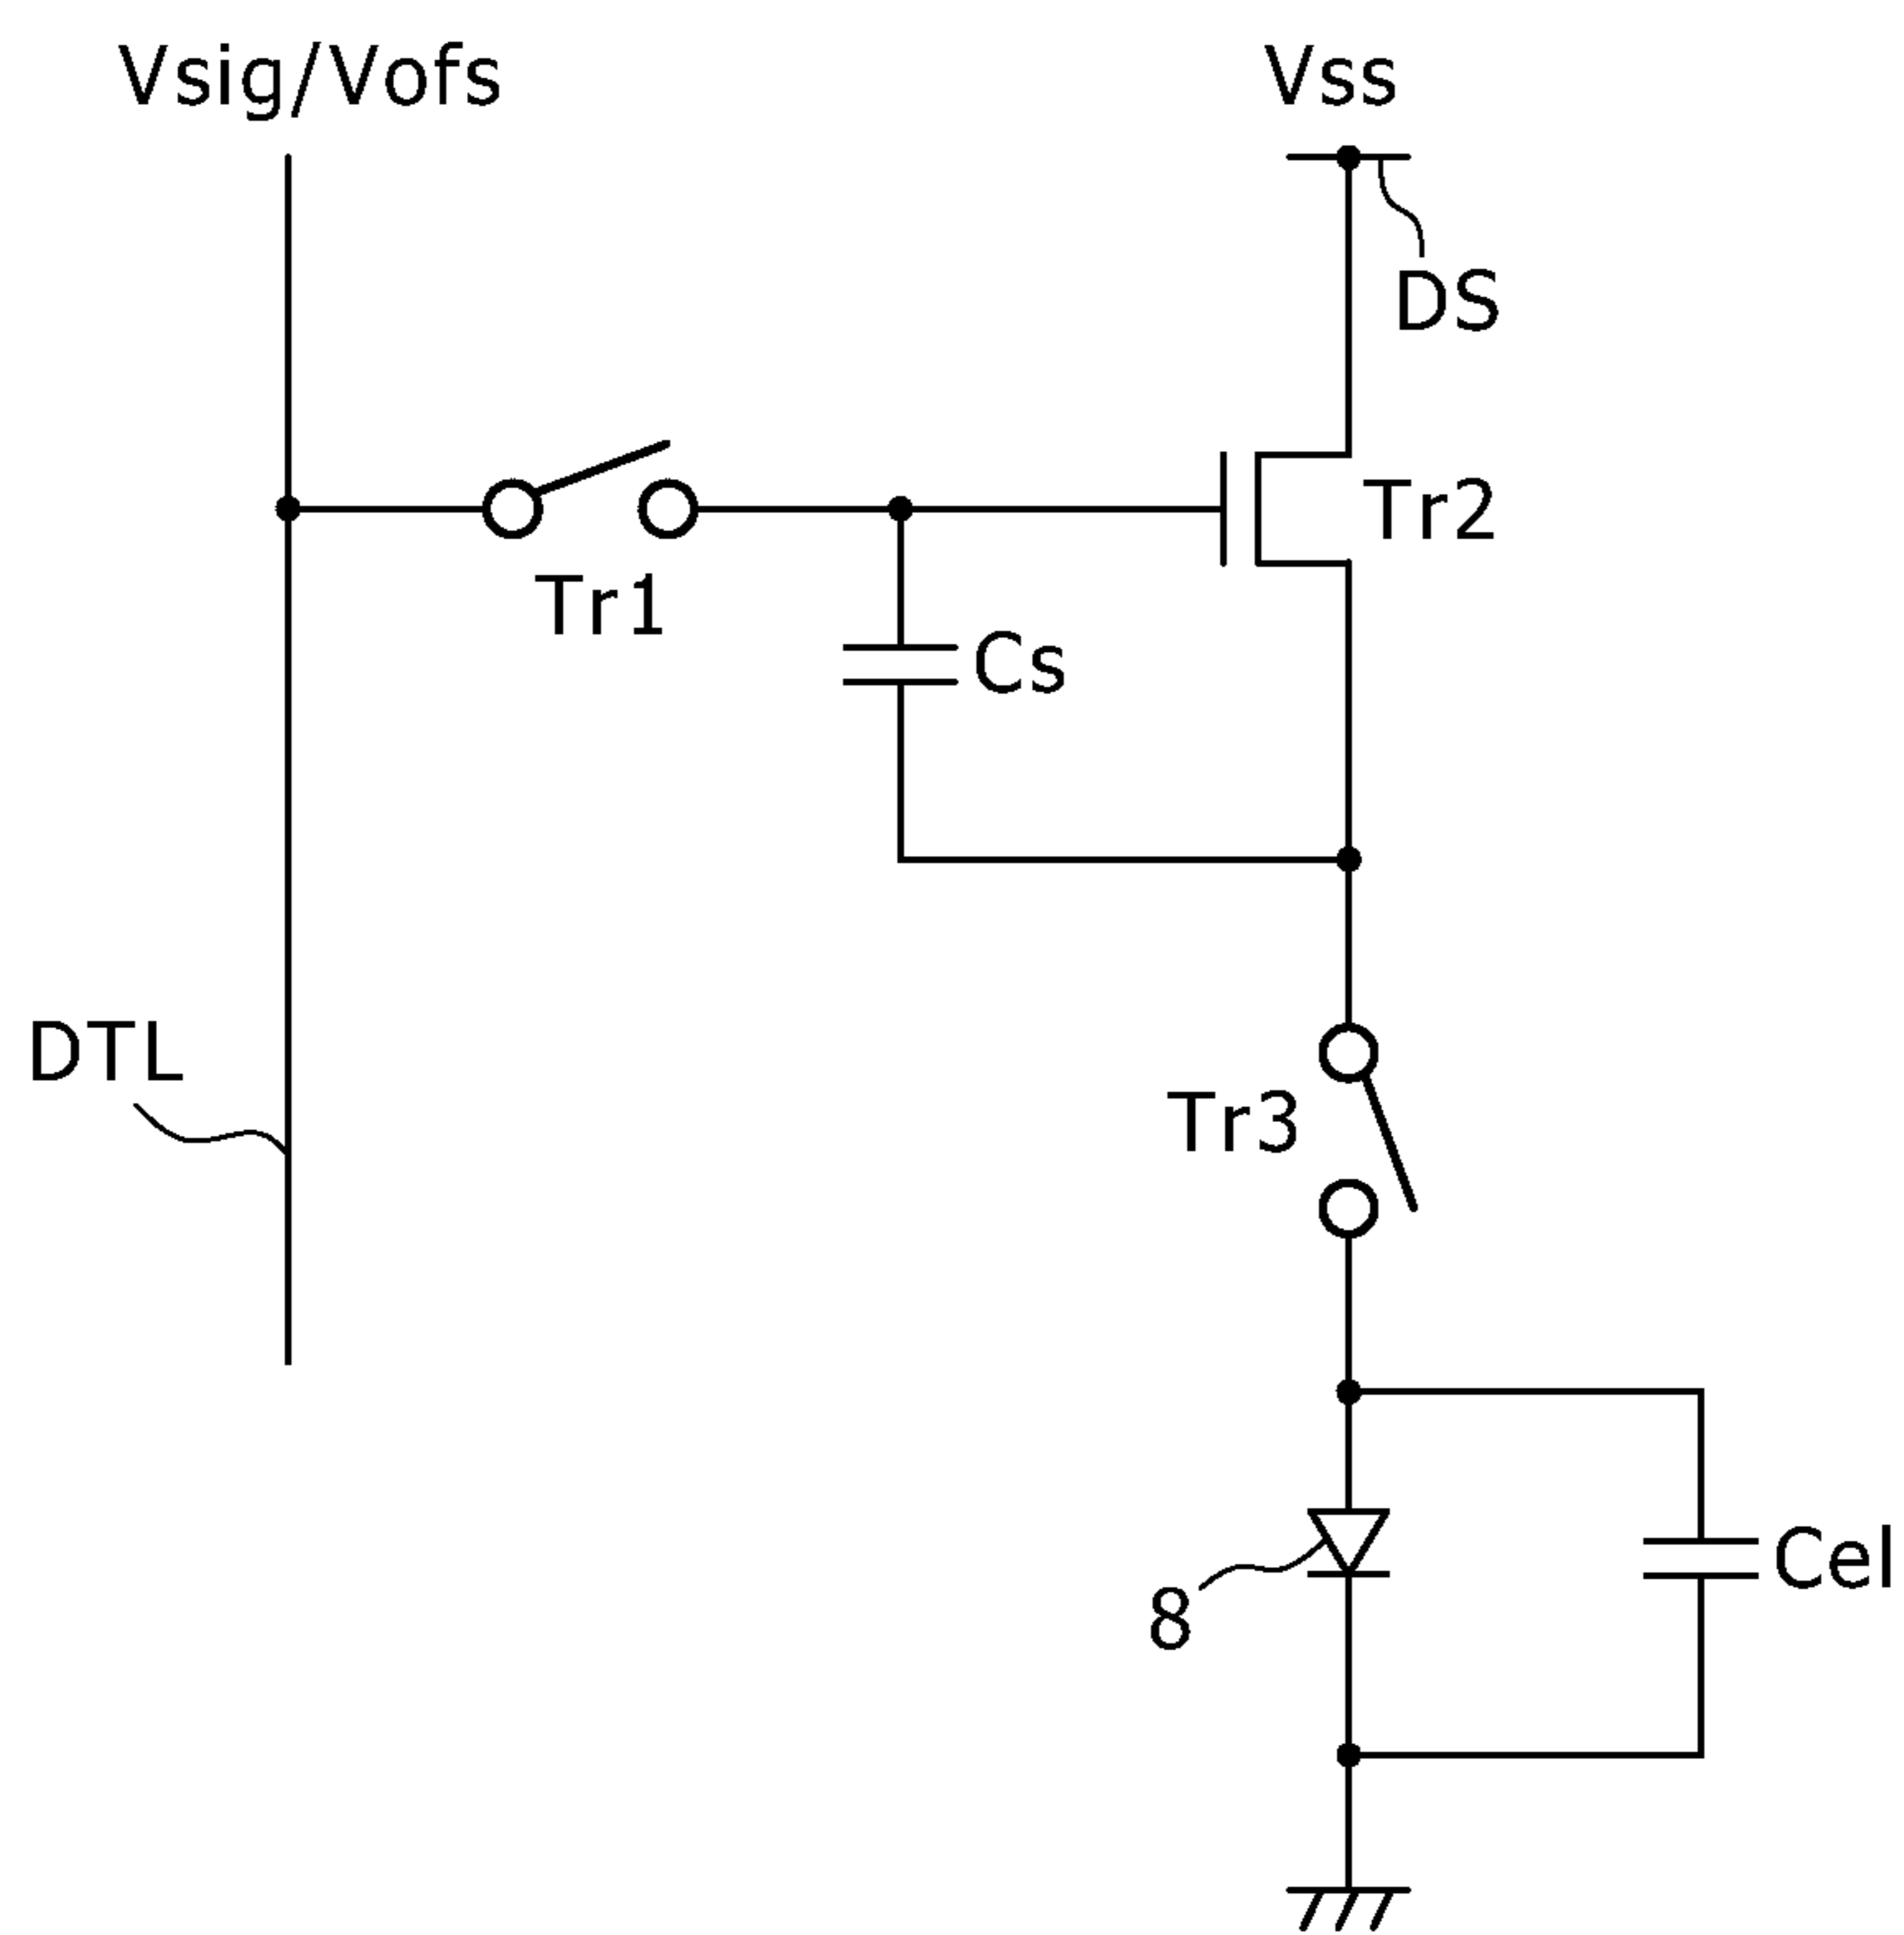 Vsig/Vofs
Vss
DS
Tr2
Tr1
Cs
DTL
Tr3
Cel
8